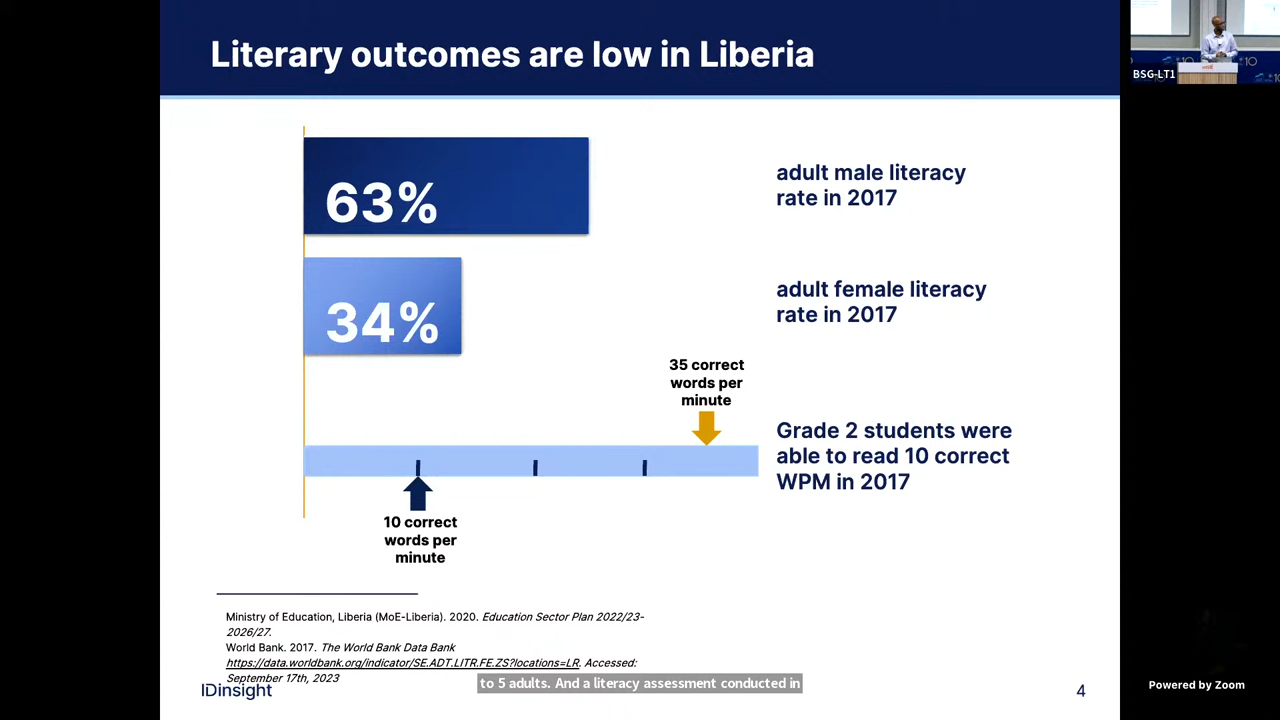 Literary outcomes are low in Liberia
BSG-LT1
63%
adult male literacy
rate in 2017
34%
adult female literacy
rate in 2017
35 correct
words per
minute
Grade 2 students were
able to read 10 correct
WPM in 2017
10 correct
words per
minute
Ministry of Education, Liberia (MoE-Liberia). 2020. Education Sector Plan 2022/23-
2026/27.
World Bank. 2017. The World Bank Data Bank
https://data.worldbank.org/indicator/SE.ADT.LITR.FE.ZS?locations=LR. Accessed:
September 17th, 2023
IDinsight
to 5 adults. And a literacy assessment conducted in
4
Powered by Zoom